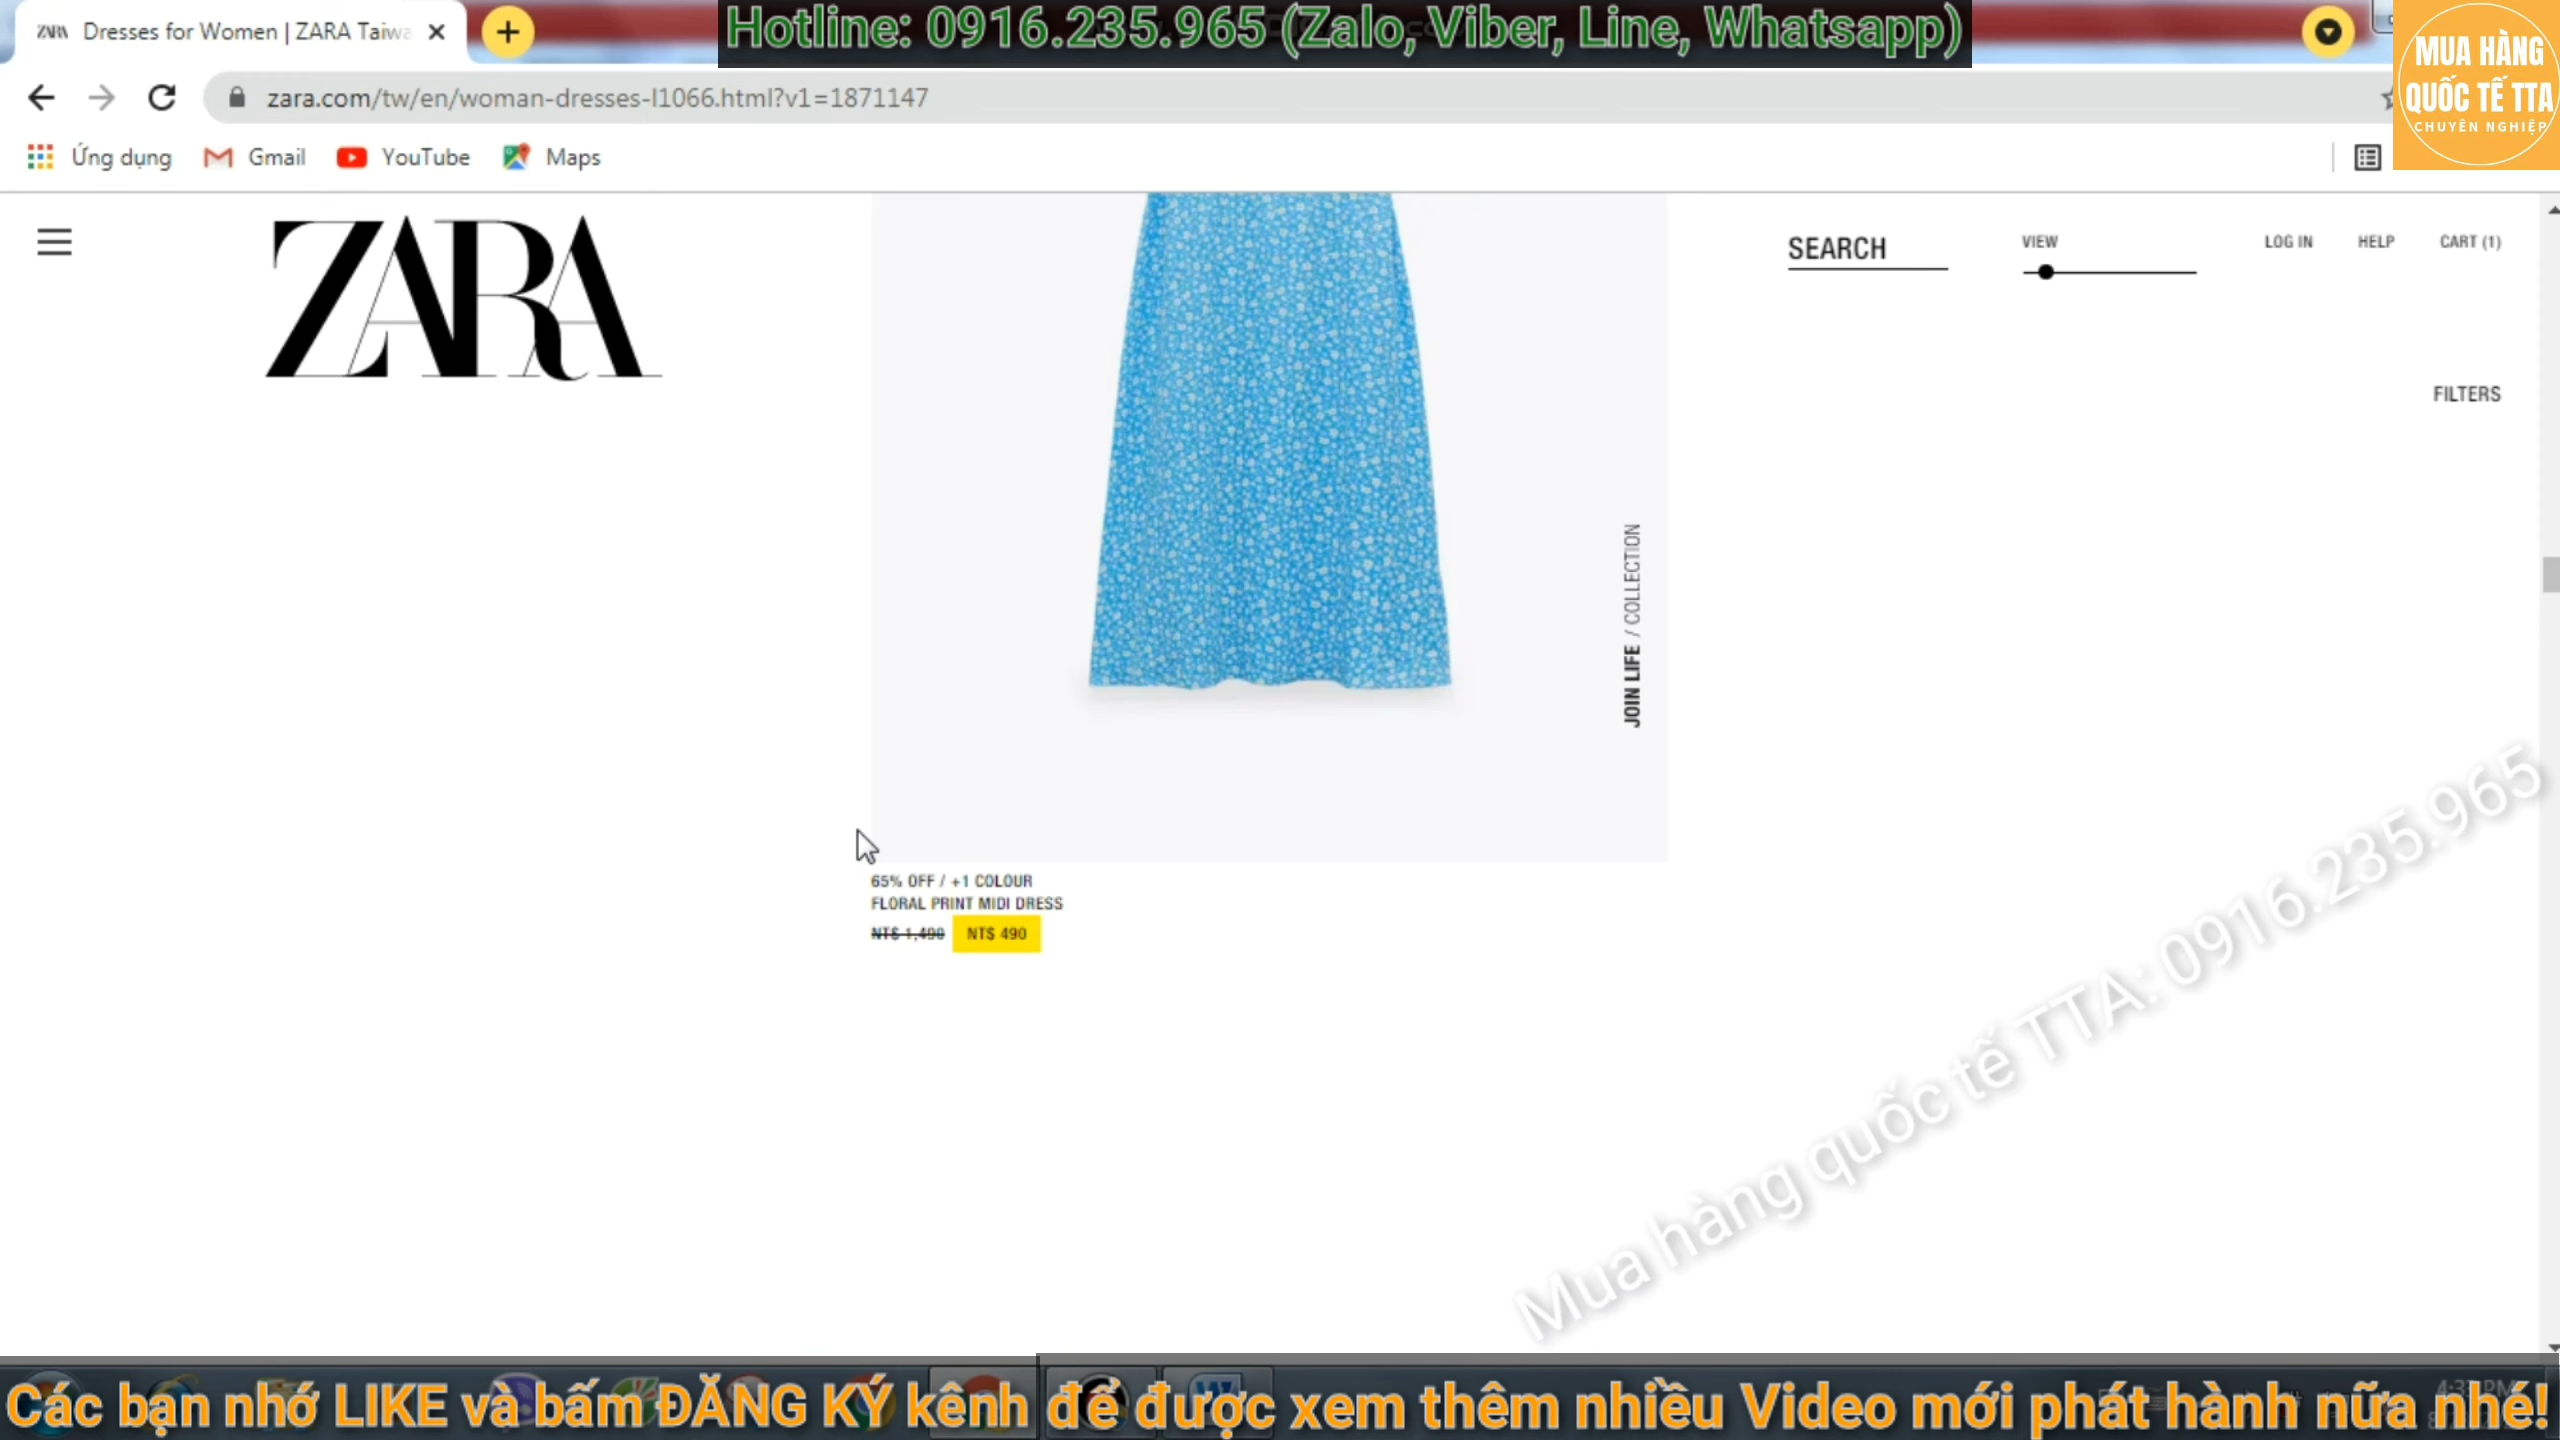 ZARA Dresses for Women | ZARA Taiwa
Hotline: 0916.235.965 (Zalo, Viber, Line, Whatsapp)
MUA HÀNG
QUỐC TẾ TTA
CHUYÊN NGHIỆP
zara.com/tw/en/woman-dresses-l1066.html?v1=1871147
Ứng dụng Gmail YouTube Maps
ZARA
SEARCH VIEW LOG IN HELP CART (1)
FILTERS
JOIN LIFE / COLLECTION
65% OFF / +1 COLOUR
FLORAL PRINT MIDI DRESS
NT$ 1,490 NT$ 490
Mua hàng quốc tế TTA: 0916.235.965
Các bạn nhớ LIKE và bấm ĐĂNG KÝ kênh để được xem thêm nhiều Video mới phát hành nữa nhé!